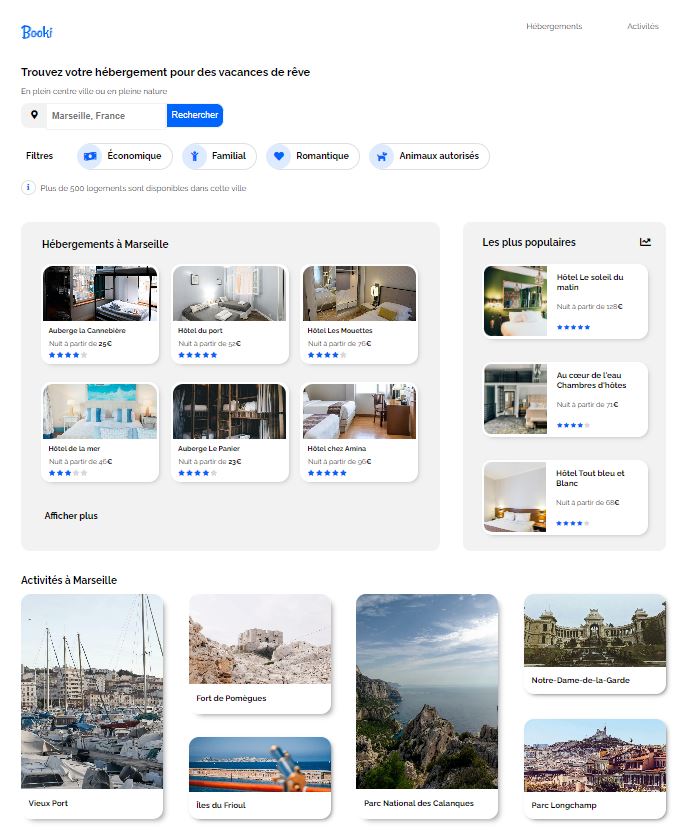 Booki
Hébergements
Activités
Trouvez votre hébergement pour des vacances de rêve
En plein centre ville ou en pleine nature
Marseille, France
Rechercher
Filtres
Économique
Familial
Romantique
Animaux autorisés
Plus de 500 logements sont disponibles dans cette ville
Hébergements à Marseille
Auberge la Cannebière
Nuit à partir de 25€
Hôtel du port
Nuit à partir de 52€
Hôtel Les Mouettes
Nuit à partir de 76€
Hôtel de la mer
Nuit à partir de 46€
Auberge Le Panier
Nuit à partir de 23€
Hôtel chez Amina
Nuit à partir de 96€
Afficher plus
Les plus populaires
Hôtel Le soleil du
matin
Nuit à partir de 128€
Au cœur de l'eau
Chambres d'hôtes
Nuit à partir de 71€
Hôtel Tout bleu et
Blanc
Nuit à partir de 68€
Activités à Marseille
Vieux Port
Fort de Pomègues
Îles du Frioul
Parc National des Calanques
Notre-Dame-de-la-Garde
Parc Longchamp